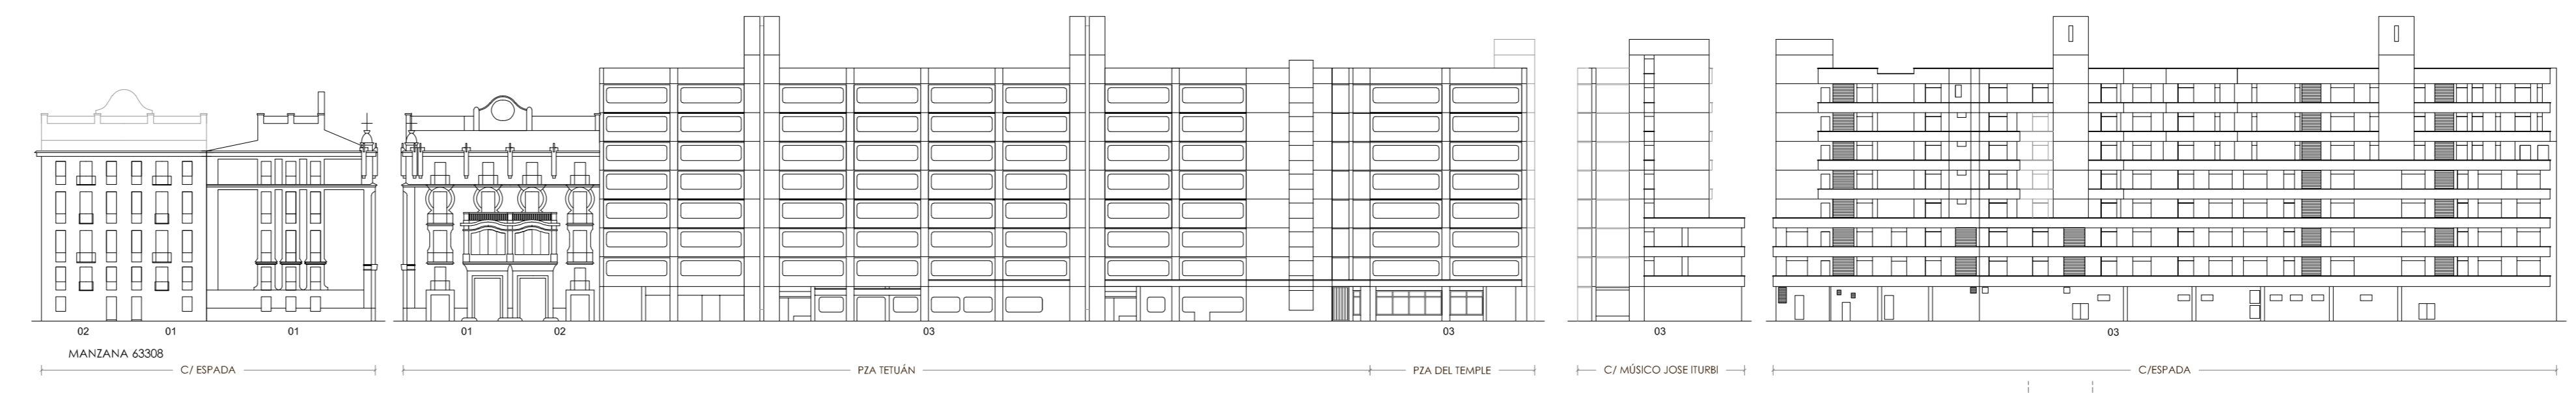 02 01 01 01 02 03 03 03 03
MANZANA 63308
C/ ESPADA PZA TETUÁN PZA DEL TEMPLE C/ MÚSICO JOSE ITURBI C/ESPADA